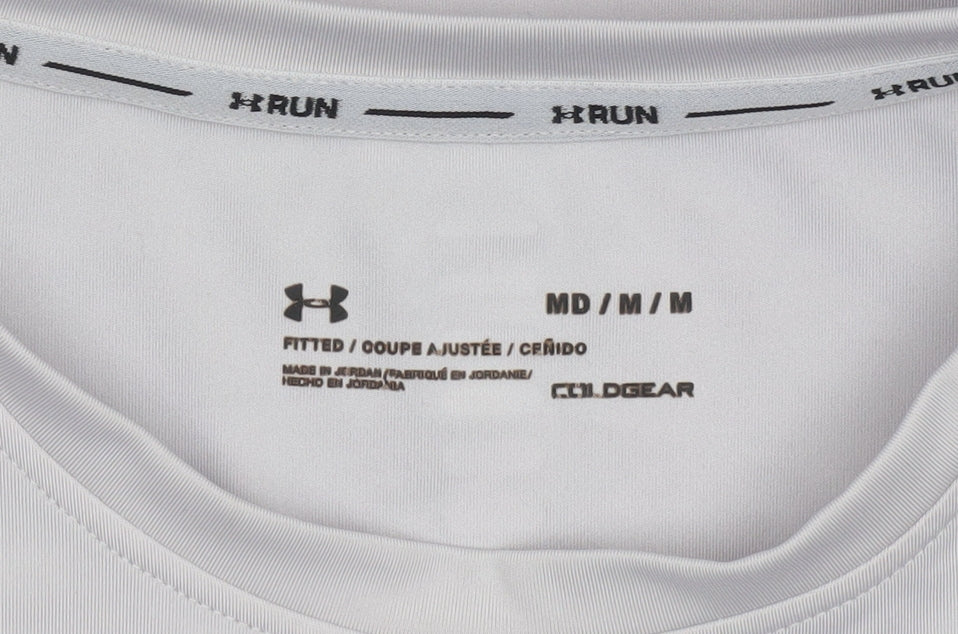 N RUN RUN RUN
MD / M / M
FITTED / COUPE AJUSTÉE / CEÑIDO
MADE IN JORDAN/FABRIQUÉ EN JORDANIE/
HECHO EN JORDANIA
COLDGEAR